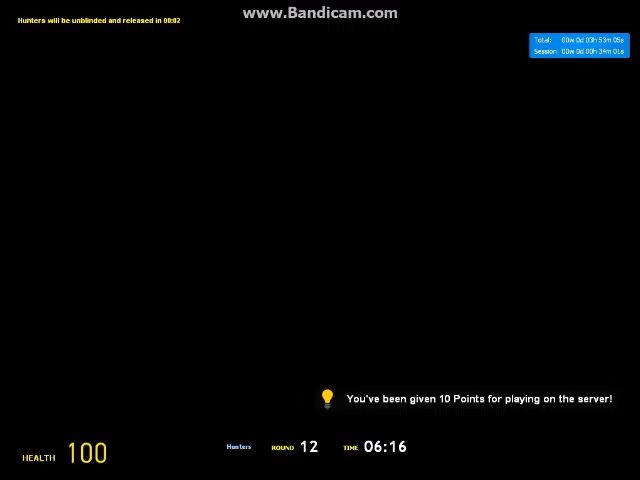 www.Bandicam.com
Hunters will be unblinded and released in 00:02
Total: 00w 0d 03h 53m 05s
Session: 00w 0d 00h 34m 01s
You've been given 10 Points for playing on the server!
HEALTH 100
Hunters ROUND 12 TIME 06:16